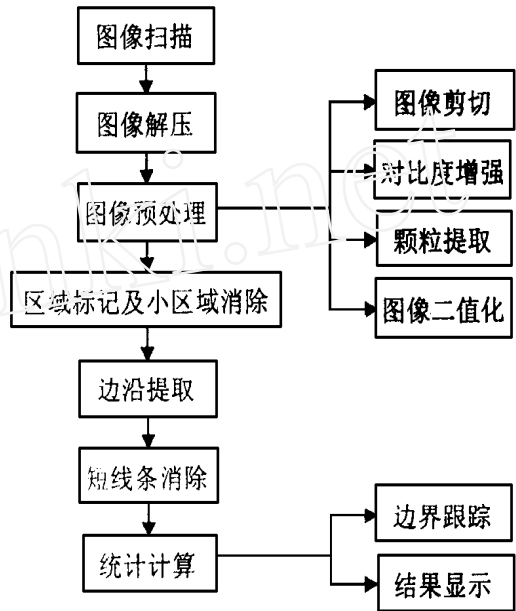 图像扫描
图像解压
图像预处理
图像剪切
对比度增强
颗粒提取
图像二值化
区域标记及小区域消除
边沿提取
短线条消除
统计计算
边界跟踪
结果显示
nki.net